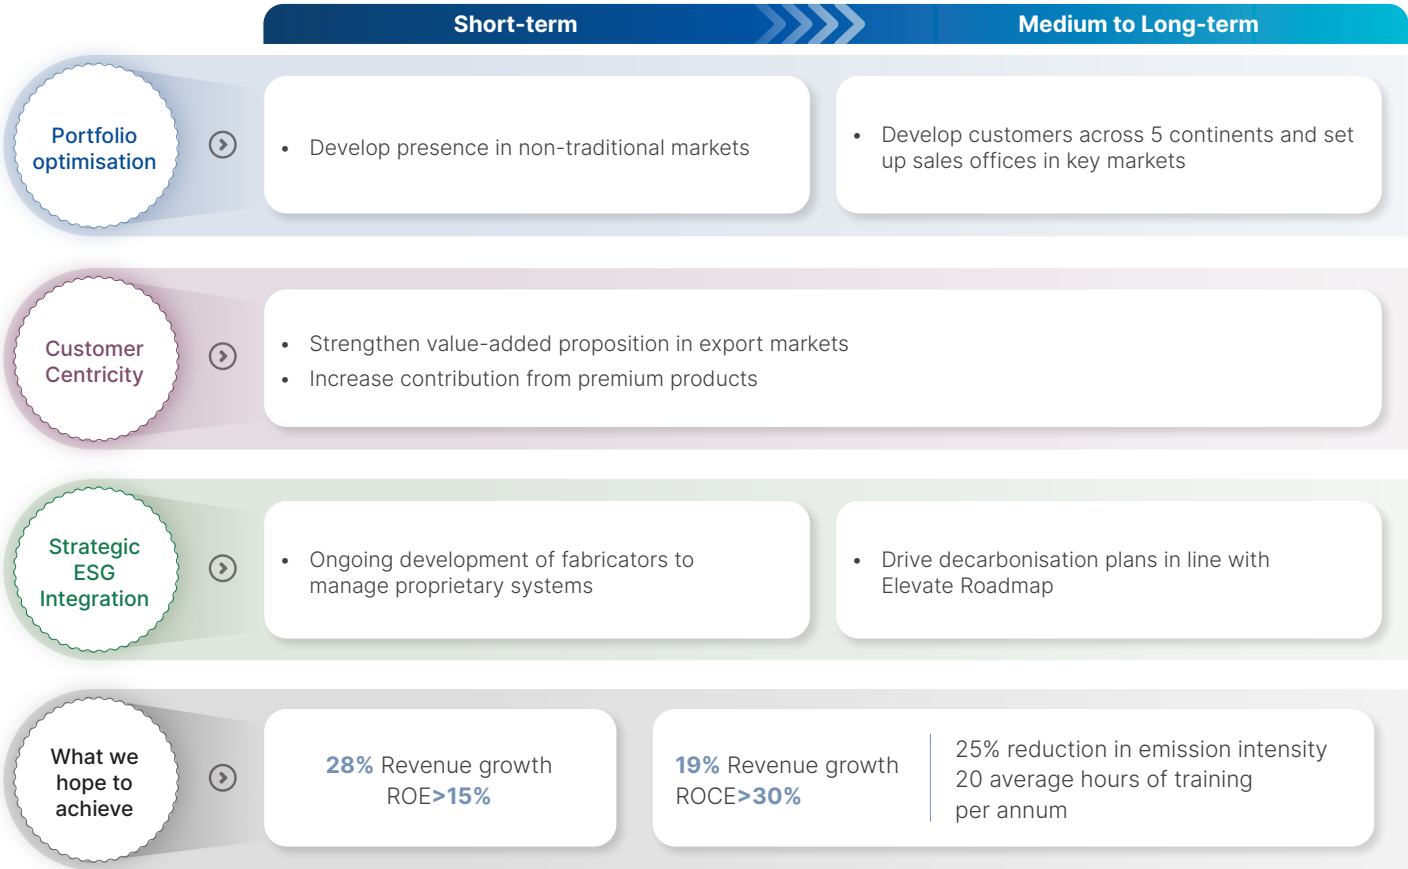 Short-term
Medium to Long-term
Portfolio
optimisation
• Develop presence in non-traditional markets
• Develop customers across 5 continents and set
up sales offices in key markets
Customer
Centricity
• Strengthen value-added proposition in export markets
• Increase contribution from premium products
Strategic
ESG
Integration
• Ongoing development of fabricators to
manage proprietary systems
• Drive decarbonisation plans in line with
Elevate Roadmap
What we
hope to
achieve
28% Revenue growth
ROE>15%
19% Revenue growth
ROCE>30%
25% reduction in emission intensity
20 average hours of training
per annum